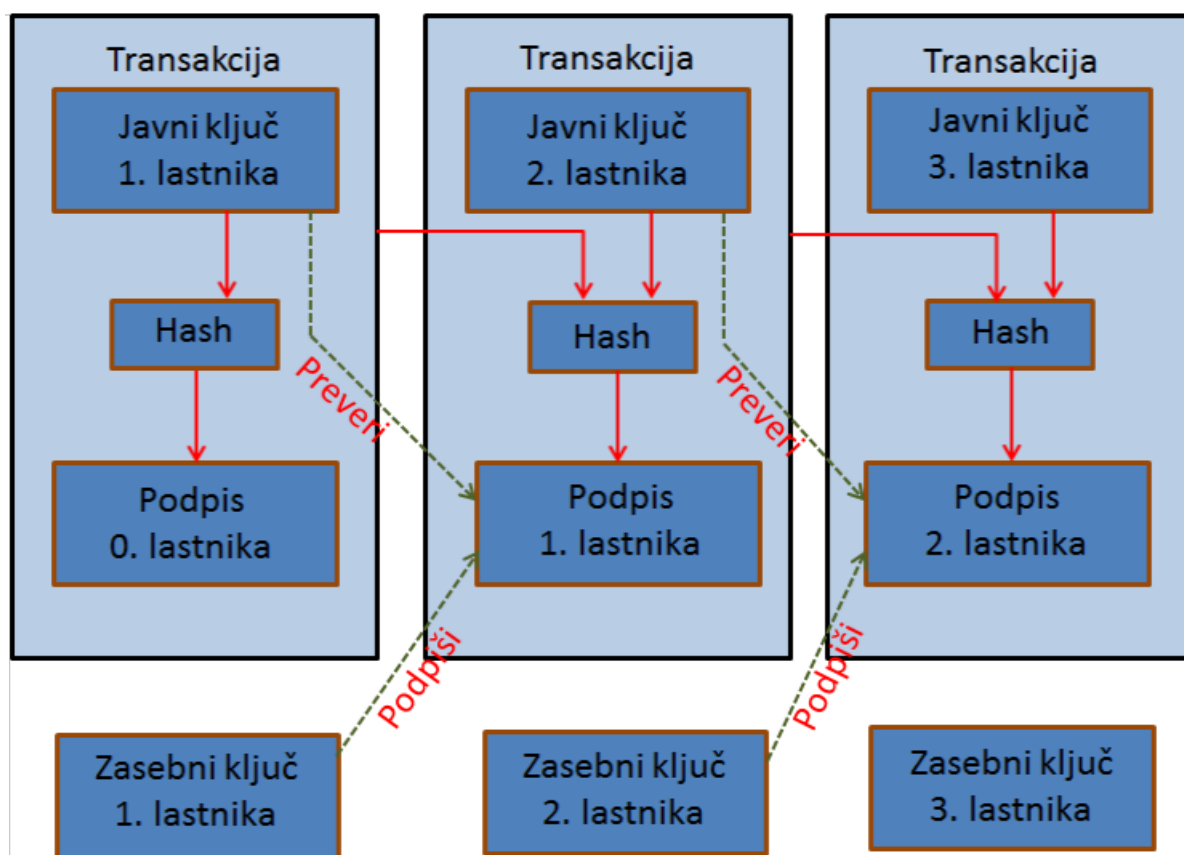 Transakcija
Javni ključ
1. lastnika
Hash
Podpis
0. lastnika
Transakcija
Javni ključ
2. lastnika
Hash
Podpis
1. lastnika
Transakcija
Javni ključ
3. lastnika
Hash
Podpis
2. lastnika
Preveri
Preveri
Podpiši
Podpiši
Zasebni ključ
1. lastnika
Zasebni ključ
2. lastnika
Zasebni ključ
3. lastnika